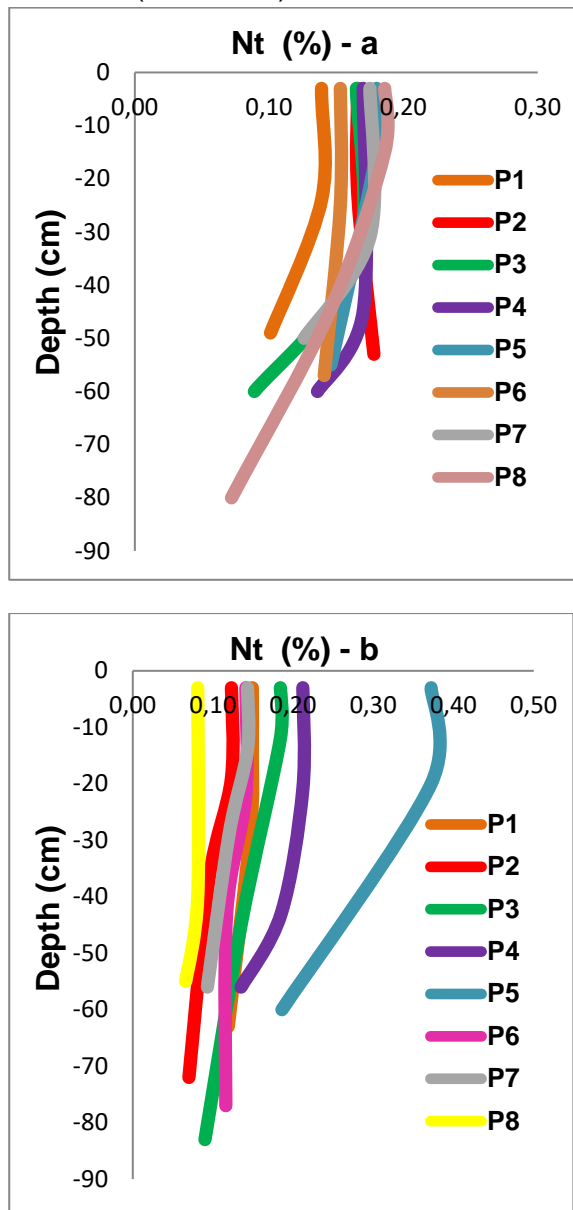 Nt (%) - a
0
0,00 0,10 0,20 0,30
-10
-20
-30
-40
-50
-60
-70
-80
-90
Depth (cm)
P1
P2
P3
P4
P5
P6
P7
P8
Nt (%) - b
0
0,00 0,10 0,20 0,30 0,40 0,50
-10
-20
-30
-40
-50
-60
-70
-80
-90
Depth (cm)
P1
P2
P3
P4
P5
P6
P7
P8